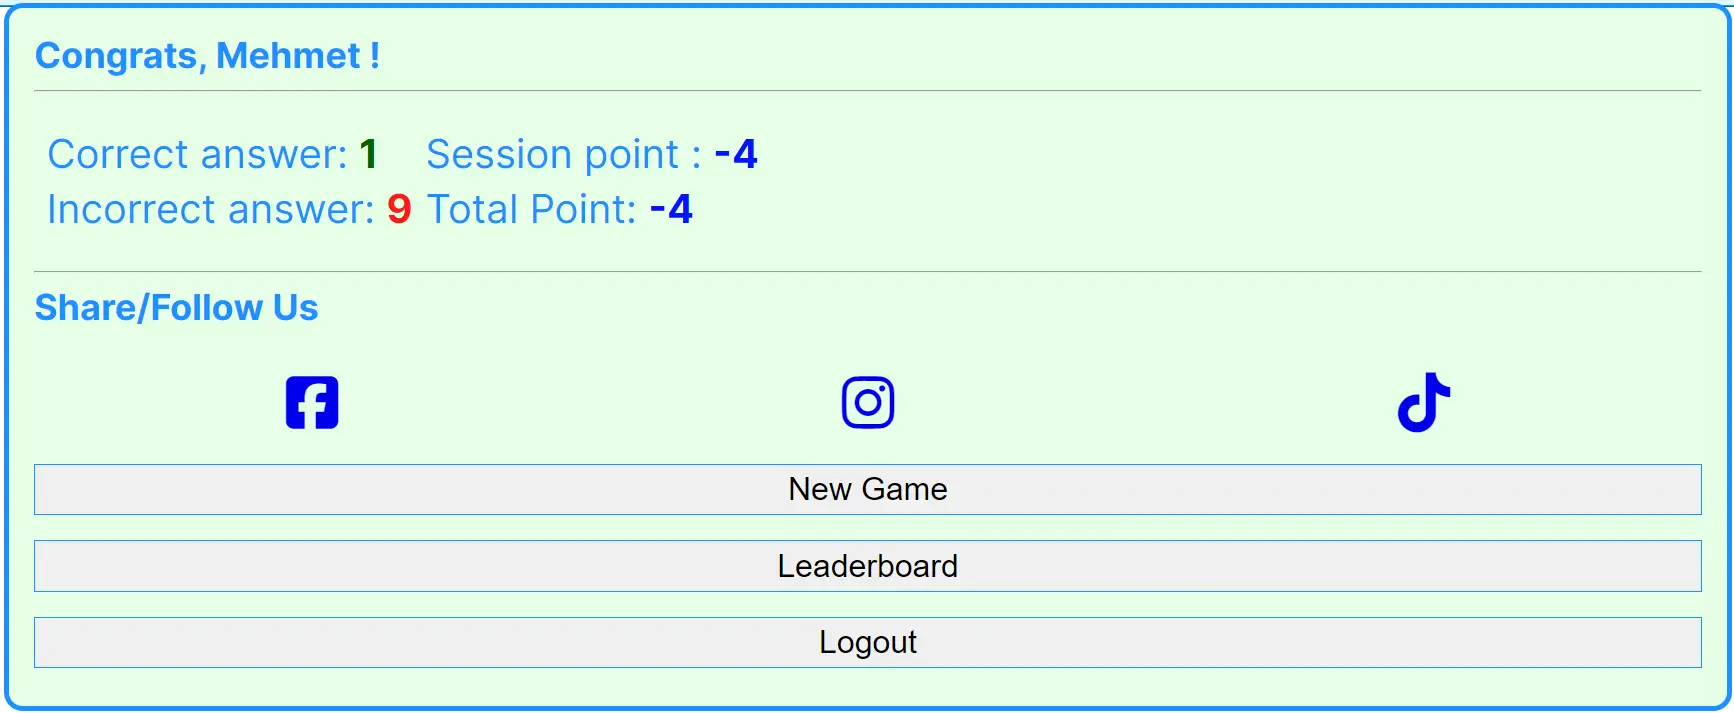 Congrats, Mehmet !
Correct answer: 1 Session point : -4
Incorrect answer: 9 Total Point: -4
Share/Follow Us
New Game
Leaderboard
Logout